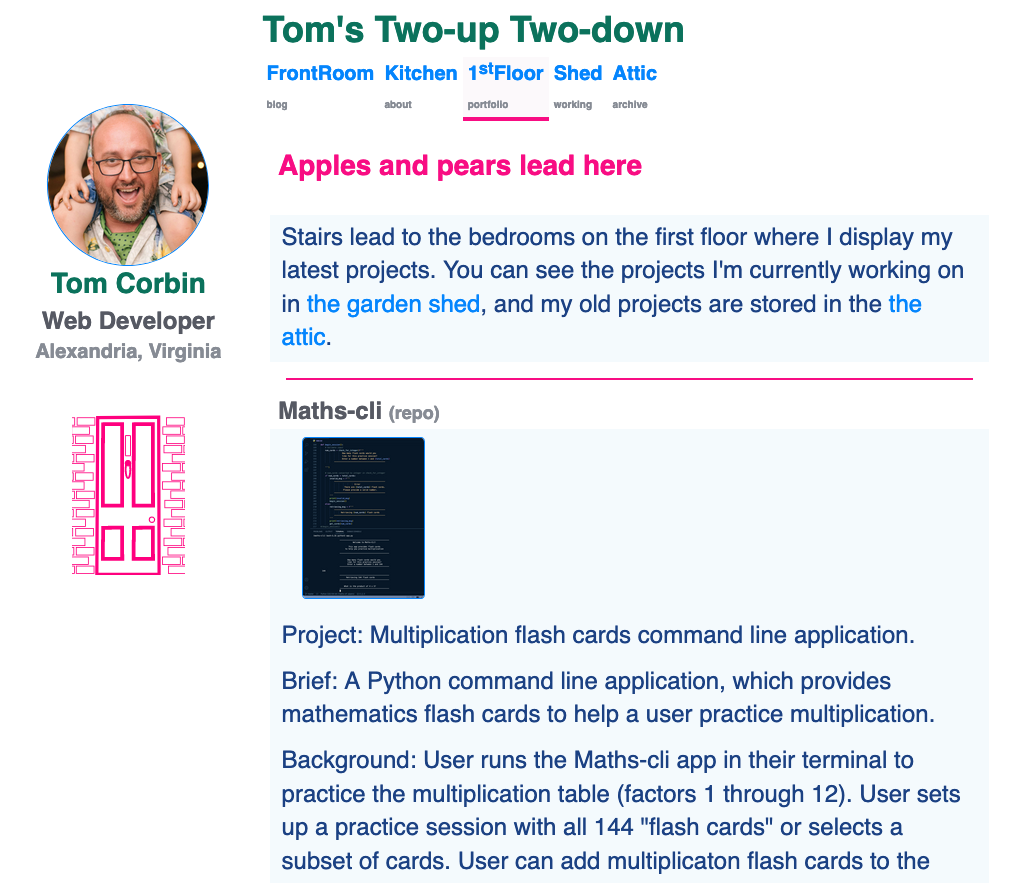 Tom's Two-up Two-down
FrontRoom Kitchen 1stFloor Shed Attic
blog about portfolio working archive
Tom Corbin
Web Developer
Alexandria, Virginia
Apples and pears lead here
Stairs lead to the bedrooms on the first floor where I display my
latest projects. You can see the projects I'm currently working on
in the garden shed, and my old projects are stored in the the
attic.
Maths-cli (repo)
Project: Multiplication flash cards command line application.
Brief: A Python command line application, which provides
mathematics flash cards to help a user practice multiplication.
Background: User runs the Maths-cli app in their terminal to
practice the multiplication table (factors 1 through 12). User sets
up a practice session with all 144 "flash cards" or selects a
subset of cards. User can add multiplicaton flash cards to the